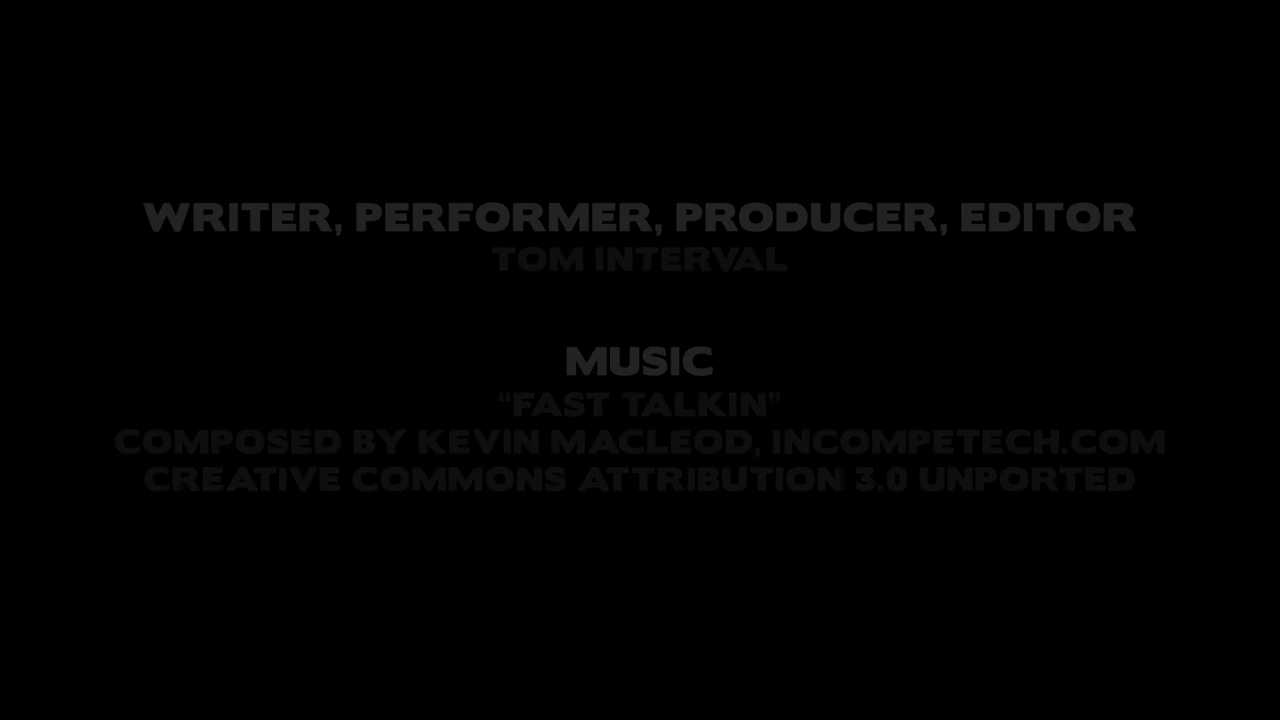 WRITER, PERFORMER, PRODUCER, EDITOR
TOM INTERVAL
MUSIC
“FAST TALKIN”
COMPOSED BY KEVIN MACLEOD, INCOMPETECH.COM
CREATIVE COMMONS ATTRIBUTION 3.0 UNPORTED